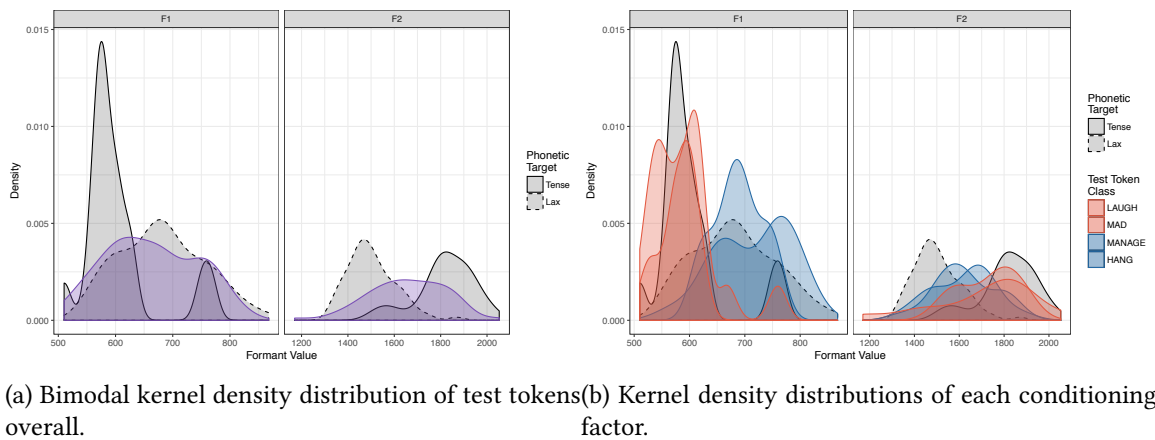 F1
F2
0.015
0.010
0.005
0.000
Density
500
600
700
800
1200
1400
1600
1800
2000
Formant Value
Phonetic
Target
Tense
Lax
F1
F2
0.015
0.010
0.005
0.000
Density
500
600
700
800
1200
1400
1600
1800
2000
Formant Value
Phonetic
Target
Tense
Lax
Test Token
Class
LAUGH
MAD
MANAGE
HANG
(a) Bimodal kernel density distribution of test tokens
overall.
(b) Kernel density distributions of each conditioning
factor.